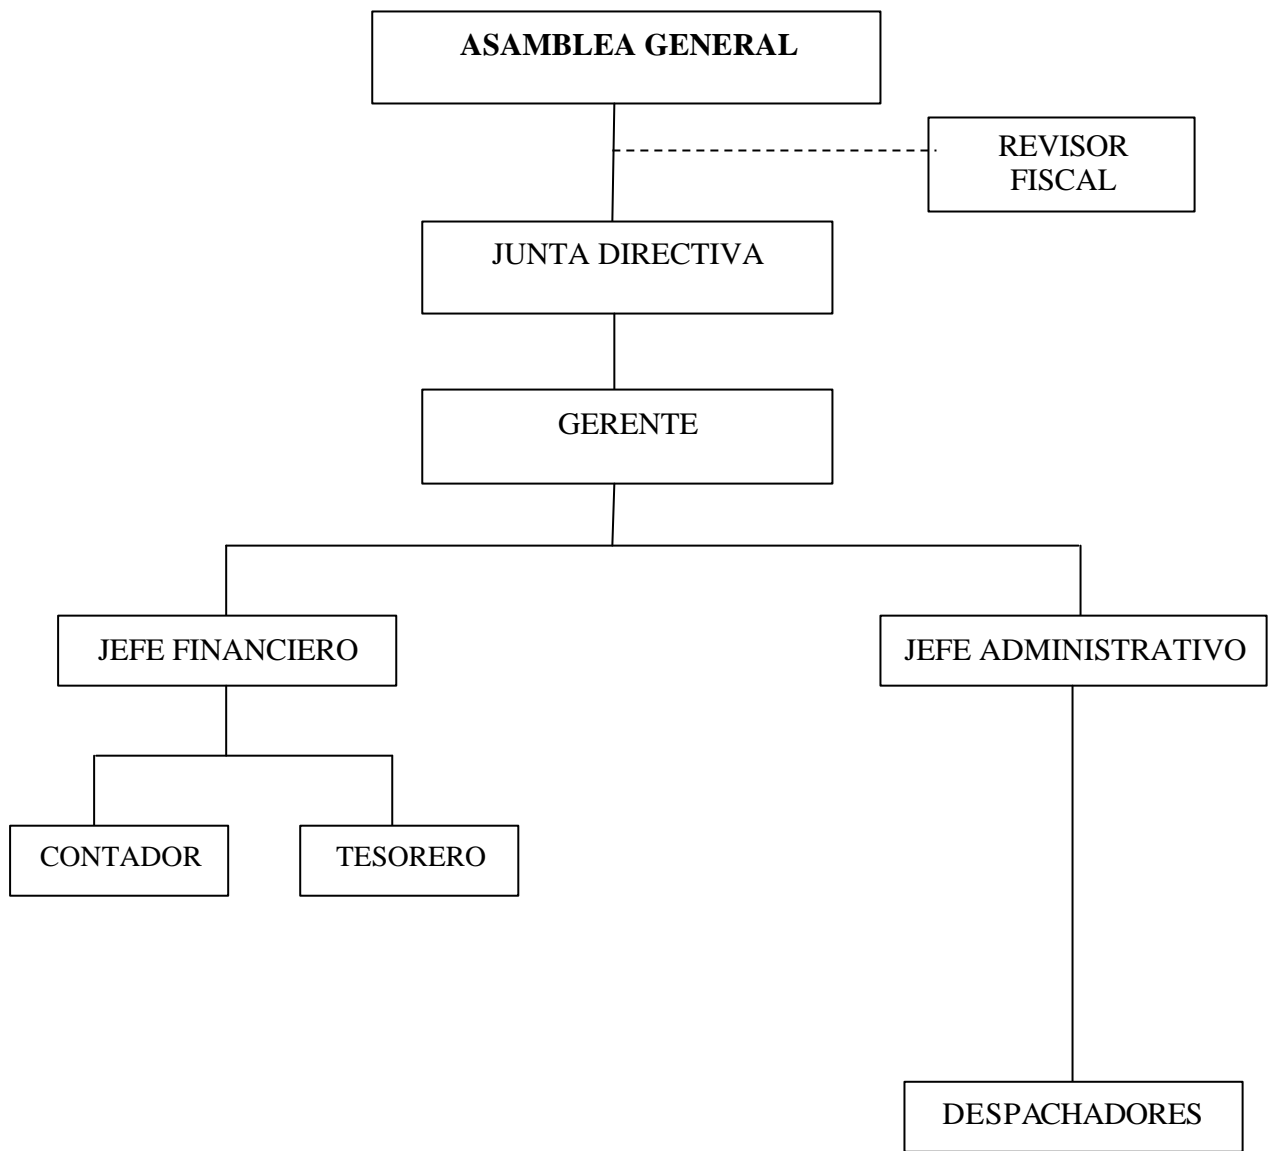 ASAMBLEA GENERAL
REVISOR
FISCAL
JUNTA DIRECTIVA
GERENTE
JEFE FINANCIERO
JEFE ADMINISTRATIVO
CONTADOR
TESORERO
DESPACHADORES